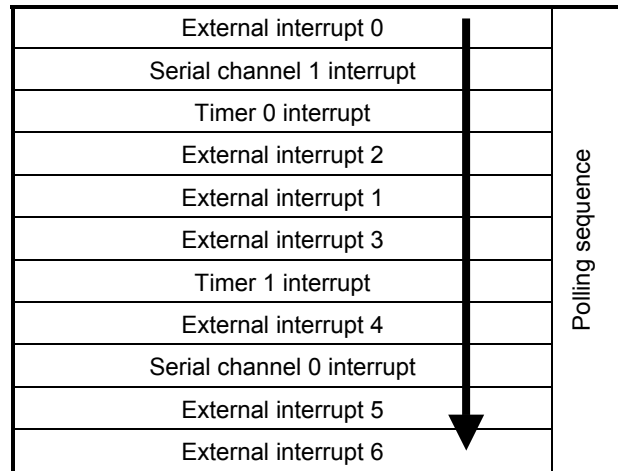 External interrupt 0
Serial channel 1 interrupt
Timer 0 interrupt
External interrupt 2
External interrupt 1
External interrupt 3
Timer 1 interrupt
External interrupt 4
Serial channel 0 interrupt
External interrupt 5
External interrupt 6
Polling sequence